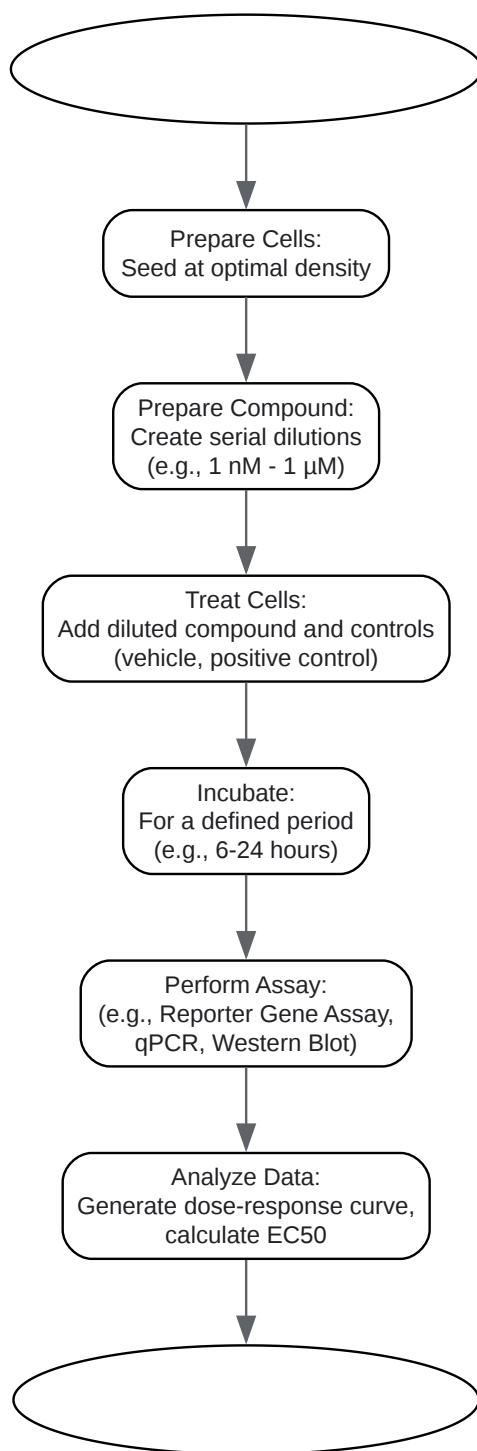 Prepare Cells:
Seed at optimal density
Prepare Compound:
Create serial dilutions
(e.g., 1 nM - 1 µM)
Treat Cells:
Add diluted compound and controls
(vehicle, positive control)
Incubate:
For a defined period
(e.g., 6-24 hours)
Perform Assay:
(e.g., Reporter Gene Assay,
qPCR, Western Blot)
Analyze Data:
Generate dose-response curve,
calculate EC50